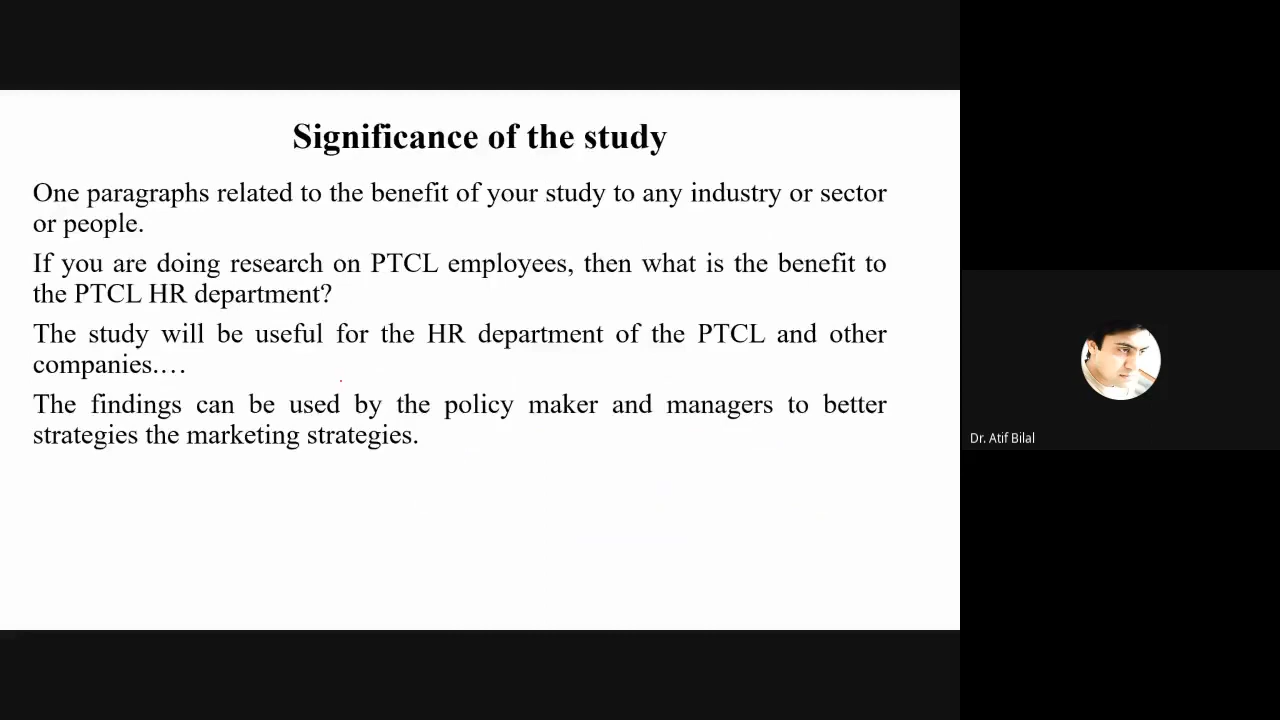 Significance of the study
One paragraphs related to the benefit of your study to any industry or sector
or people.
If you are doing research on PTCL employees, then what is the benefit to
the PTCL HR department?
The study will be useful for the HR department of the PTCL and other
companies.…
The findings can be used by the policy maker and managers to better
strategies the marketing strategies.
Dr. Atif Bilal